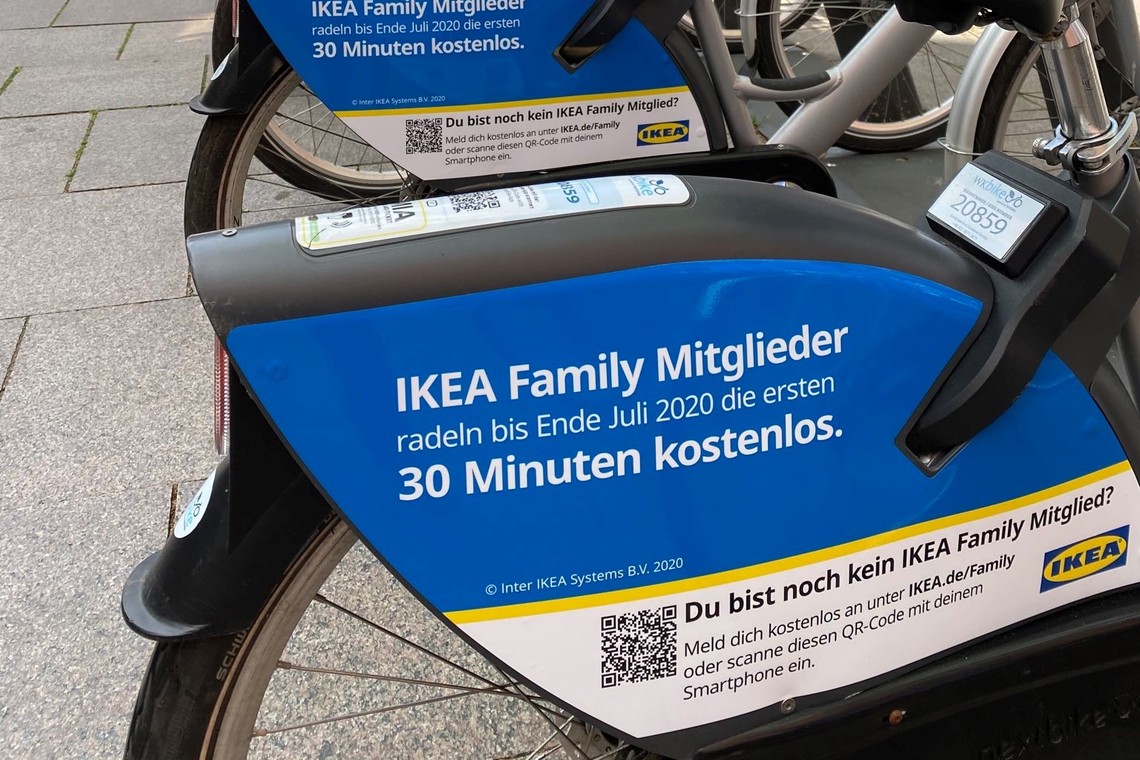 IKEA Family Mitglieder
radeln bis Ende Juli 2020 die ersten
30 Minuten kostenlos.
© Inter IKEA Systems B.V. 2020
Du bist noch kein IKEA Family Mitglied?
Meld dich kostenlos an unter IKEA.de/Family
oder scanne diesen QR-Code mit deinem
Smartphone ein.
IKEA
wkbike
20859
IKEA Family Mitglieder
radeln bis Ende Juli 2020 die ersten
30 Minuten kostenlos.
© Inter IKEA Systems B.V. 2020
Du bist noch kein IKEA Family Mitglied?
Meld dich kostenlos an unter IKEA.de/Family
oder scanne diesen QR-Code mit deinem
Smartphone ein.
IKEA